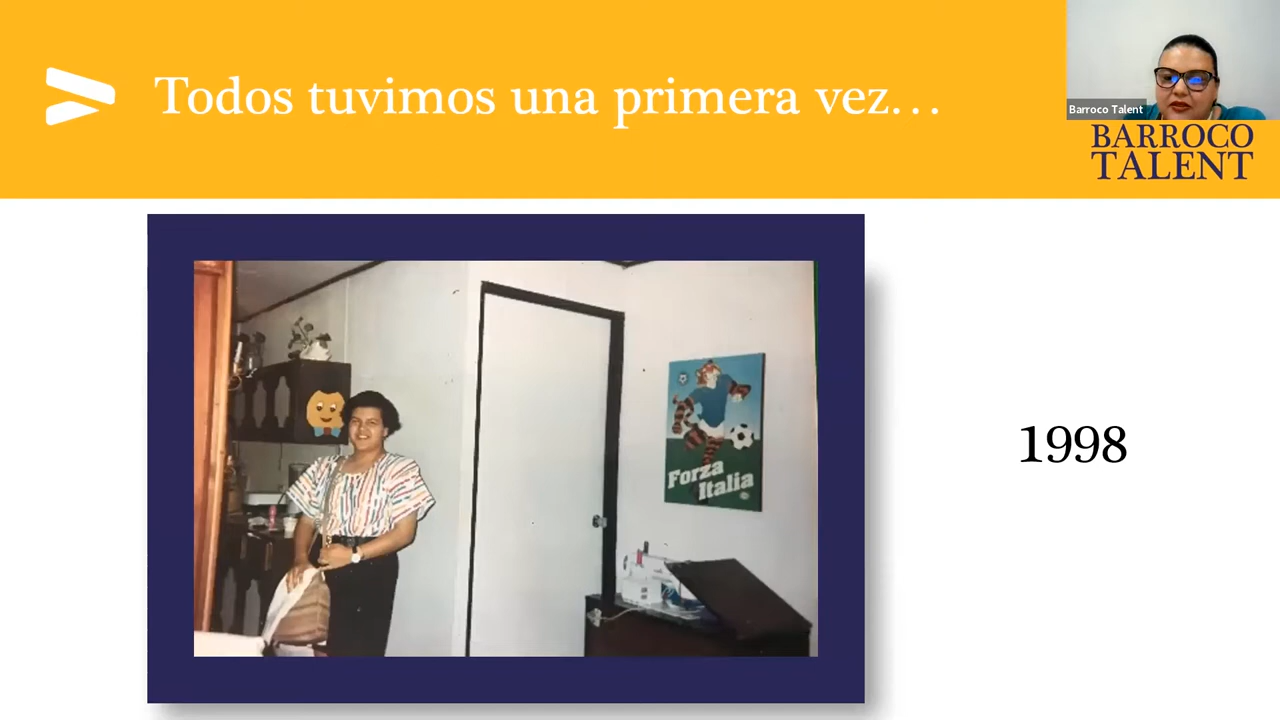 Todos tuvimos una primera vez...
Barroco Talent
BARROCO
TALENT
Forza
Italia
1998